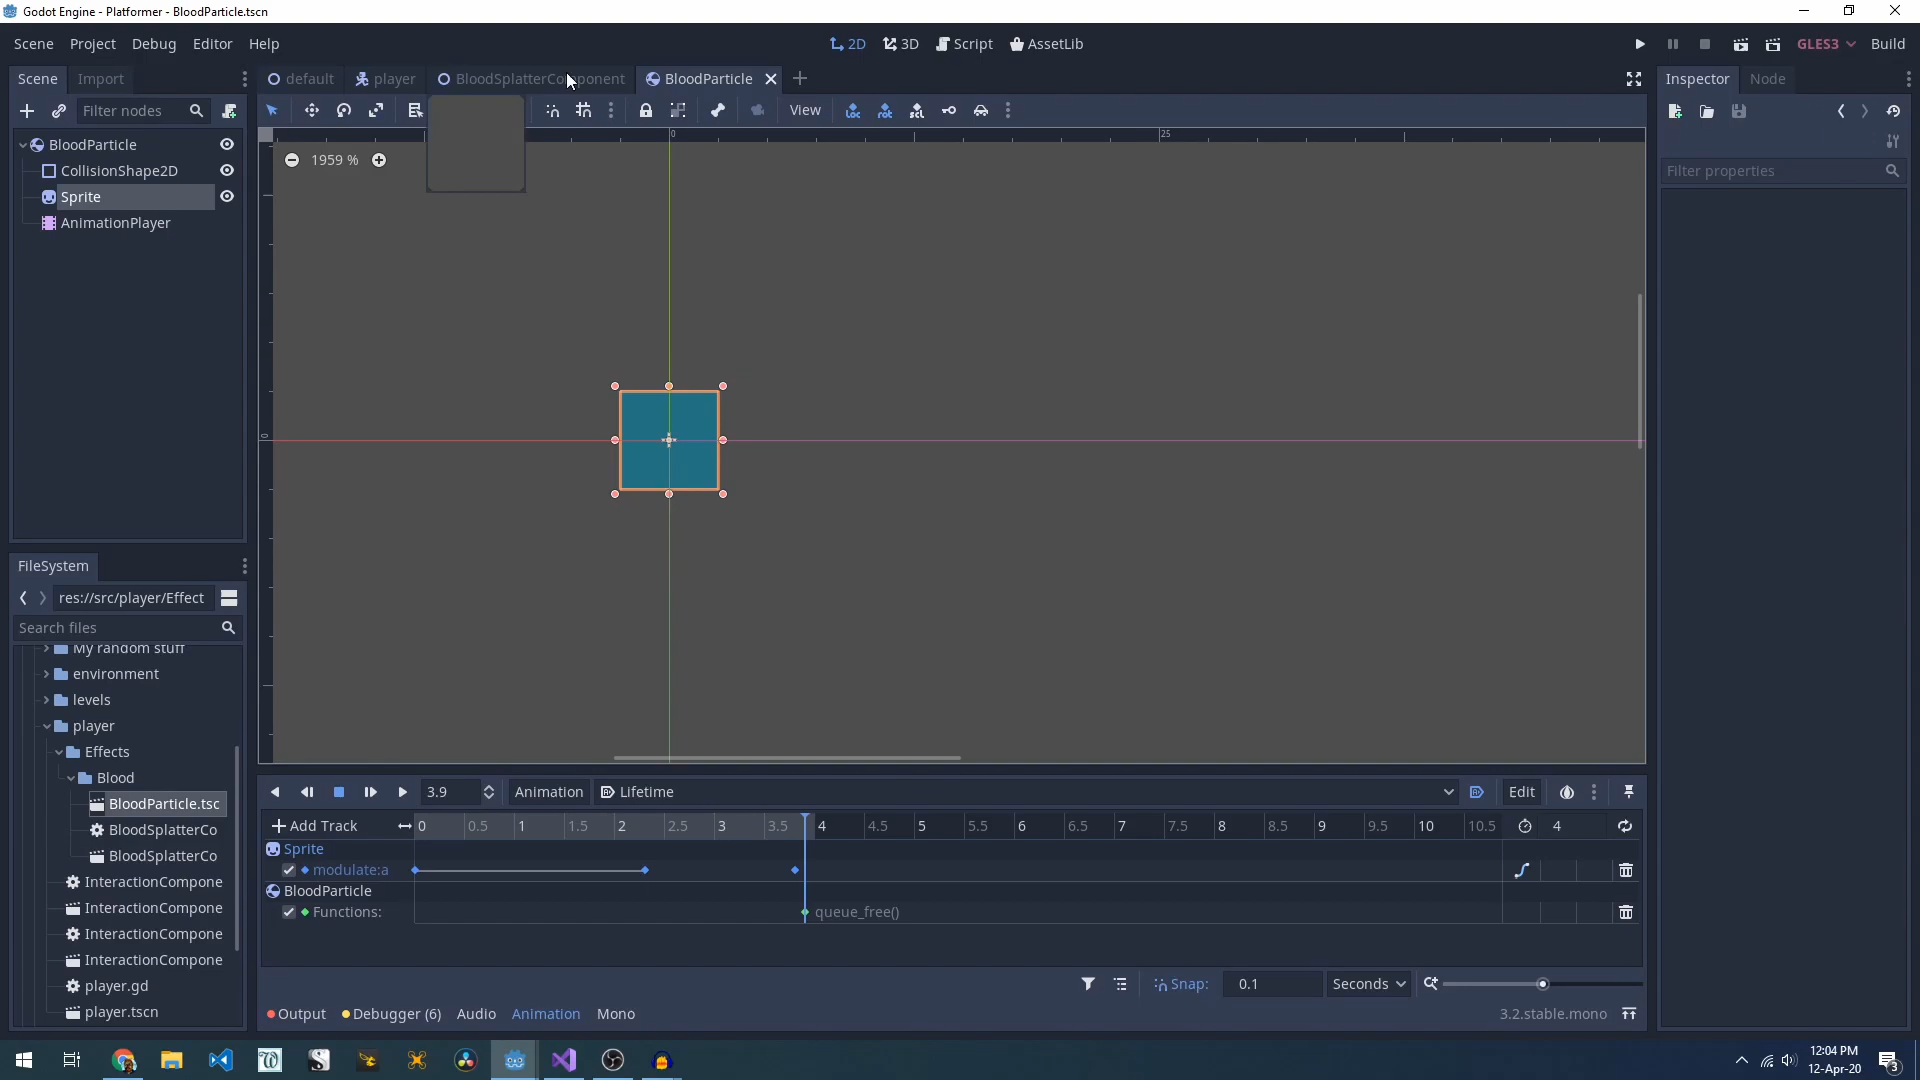 Godot Engine - Platformer - BloodParticle.tscn
Scene Project Debug Editor Help
2D 3D Script AssetLib
GLES3 Build
Scene Import
default player BloodSplatterComponent BloodParticle
Inspector Node
Filter nodes
View
BloodParticle
CollisionShape2D
Sprite
AnimationPlayer
0 25
1959 %
0
Filter properties
FileSystem
res://src/player/Effect
Search files
My random stuff
environment
levels
player
Effects
Blood
BloodParticle.tsc
BloodSplatterCo
BloodSplatterCo
InteractionCompone
InteractionCompone
InteractionCompone
InteractionCompone
player.gd
player.tscn
3.9 Animation Lifetime Edit
Add Track 0 0.5 1 1.5 2 2.5 3 3.5 4 4.5 5 5.5 6 6.5 7 7.5 8 8.5 9 9.5 10 10.5 4
Sprite
modulate:a
BloodParticle
Functions: queue_free()
Snap: 0.1 Seconds
Output Debugger (6) Audio Animation Mono 3.2.stable.mono
12:04 PM
12-Apr-20
3